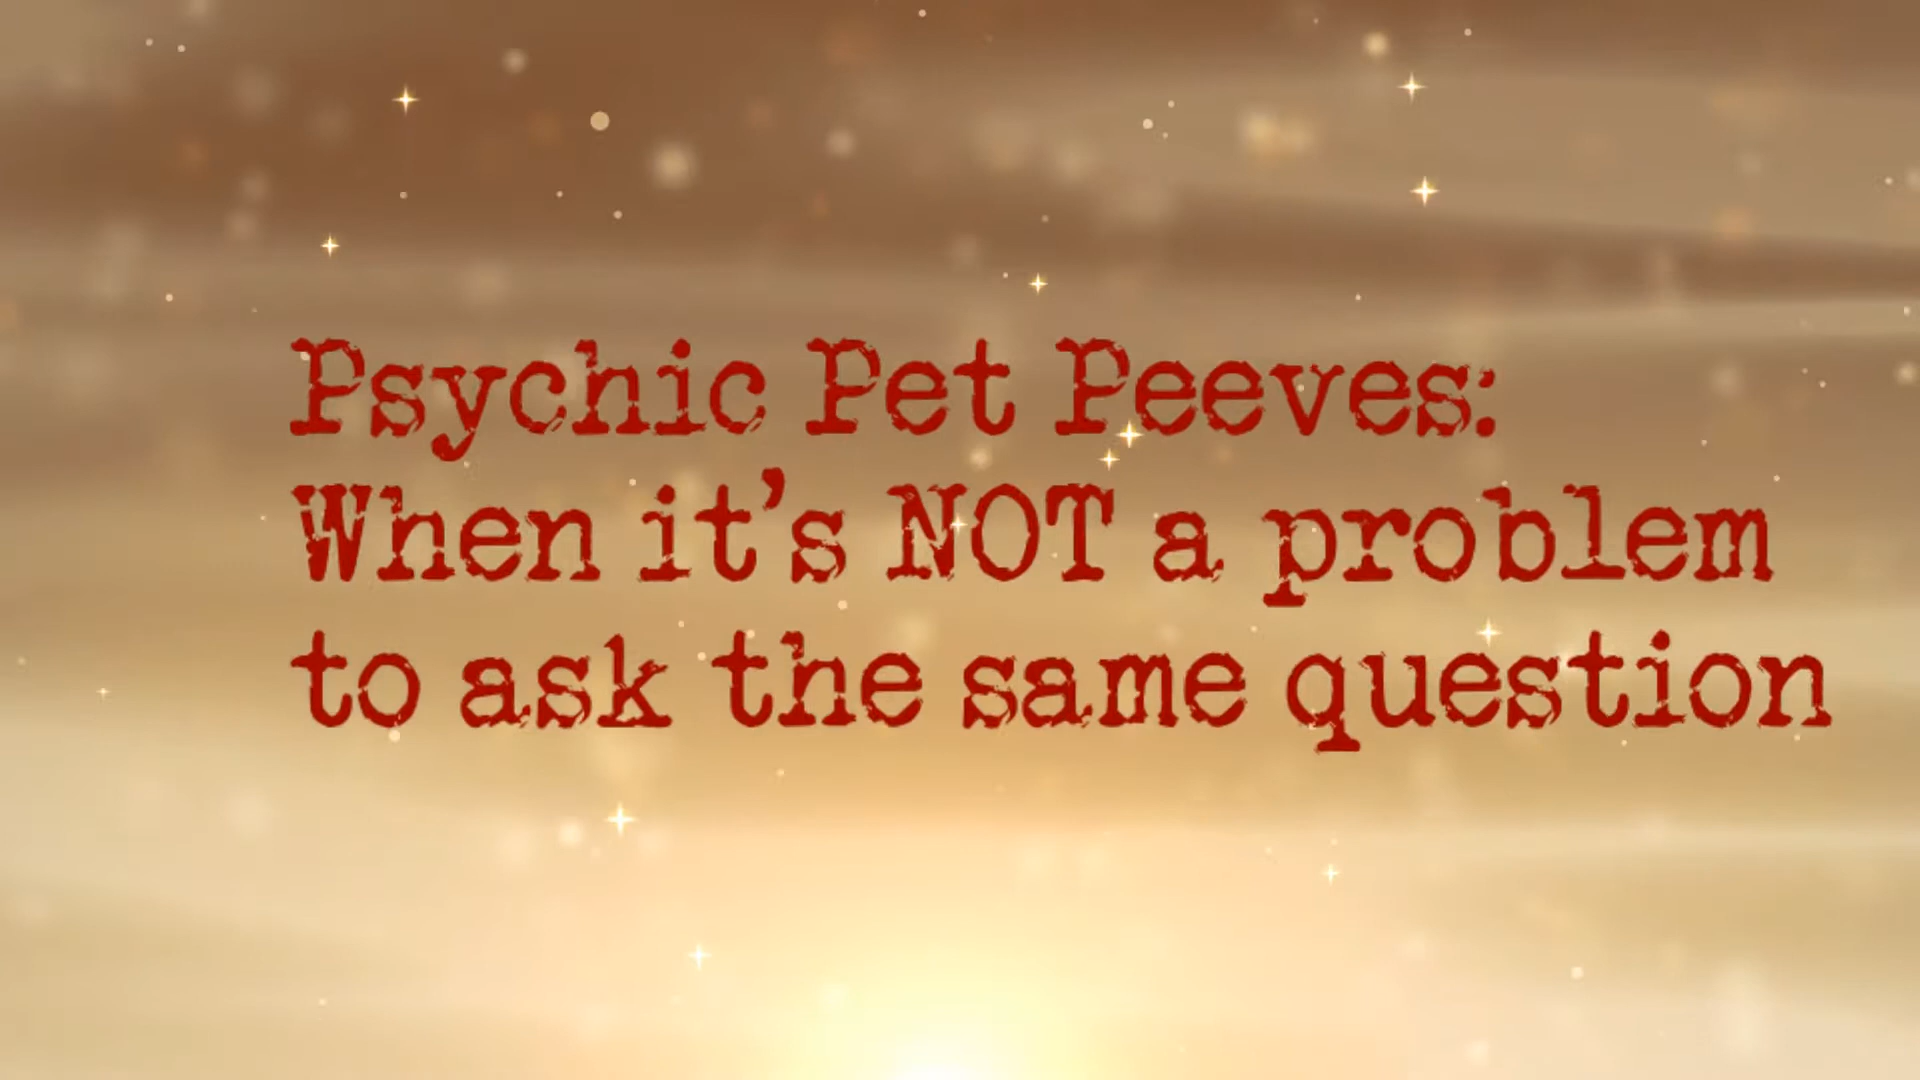 Psychic Pet Peeves:
When it's NOT a problem
to ask the same question